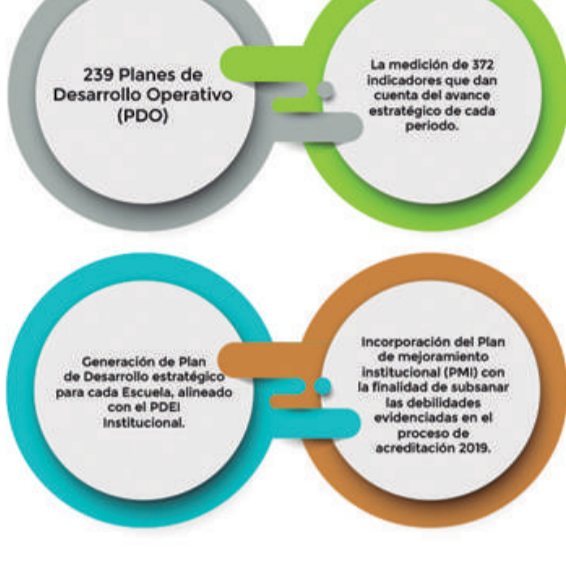 239 Planes de
Desarrollo Operativo
(PDO)
La medición de 372
indicadores que dan
cuenta del avance
estratégico de cada
periodo.
Generación de Plan
de Desarrollo estratégico
para cada Escuela, alineado
con el PDEI
Institucional.
Incorporación del Plan
de mejoramiento
institucional (PMI) con
la finalidad de subsanar
las debilidades
evidenciadas en el
proceso de
acreditación 2019.